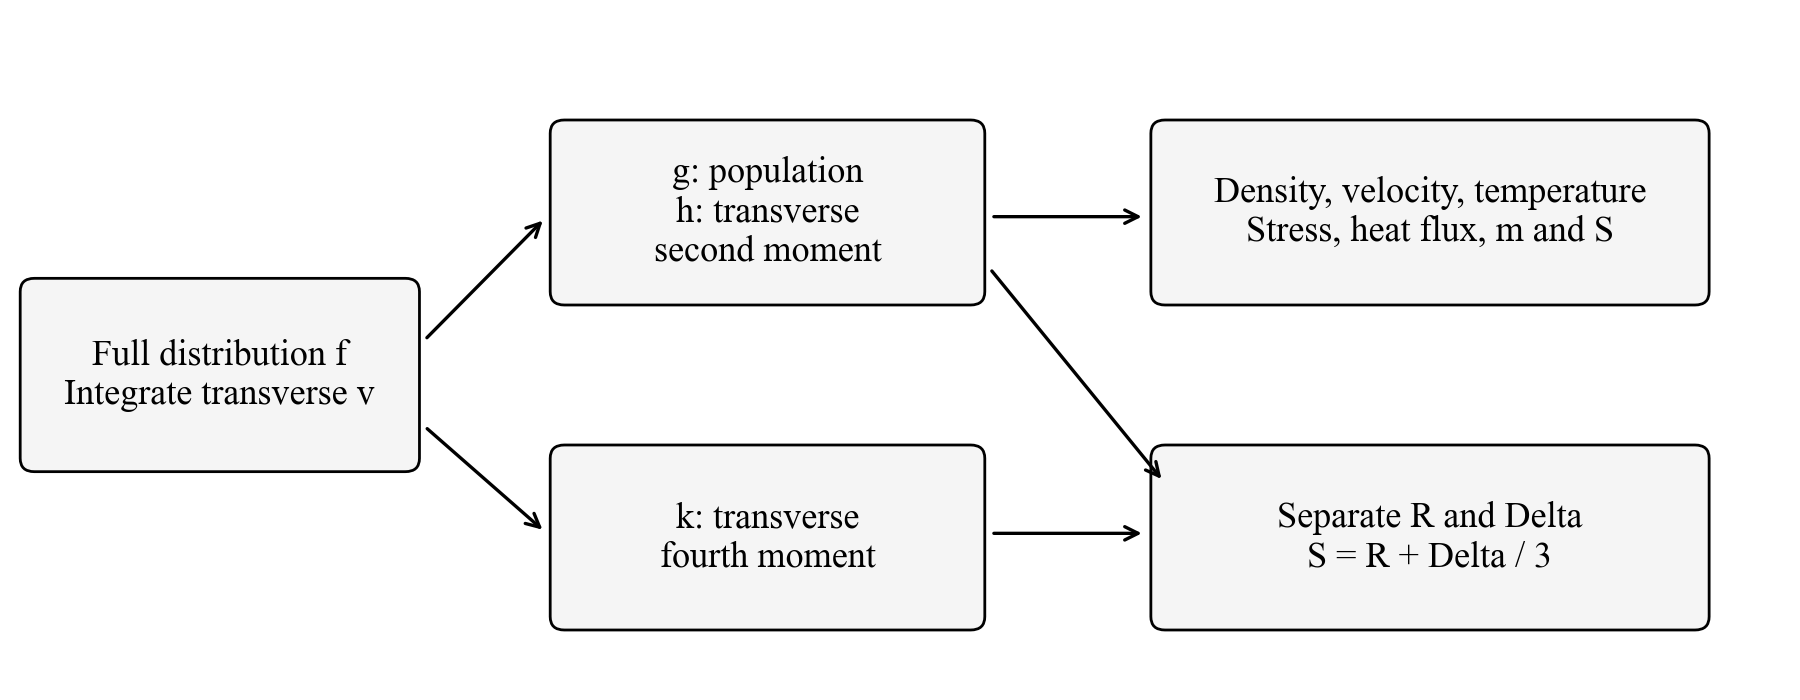 Full distribution f
Integrate transverse v
g: population
h: transverse
second moment
k: transverse
fourth moment
Density, velocity, temperature
Stress, heat flux, m and S
Separate R and Delta
S = R + Delta / 3